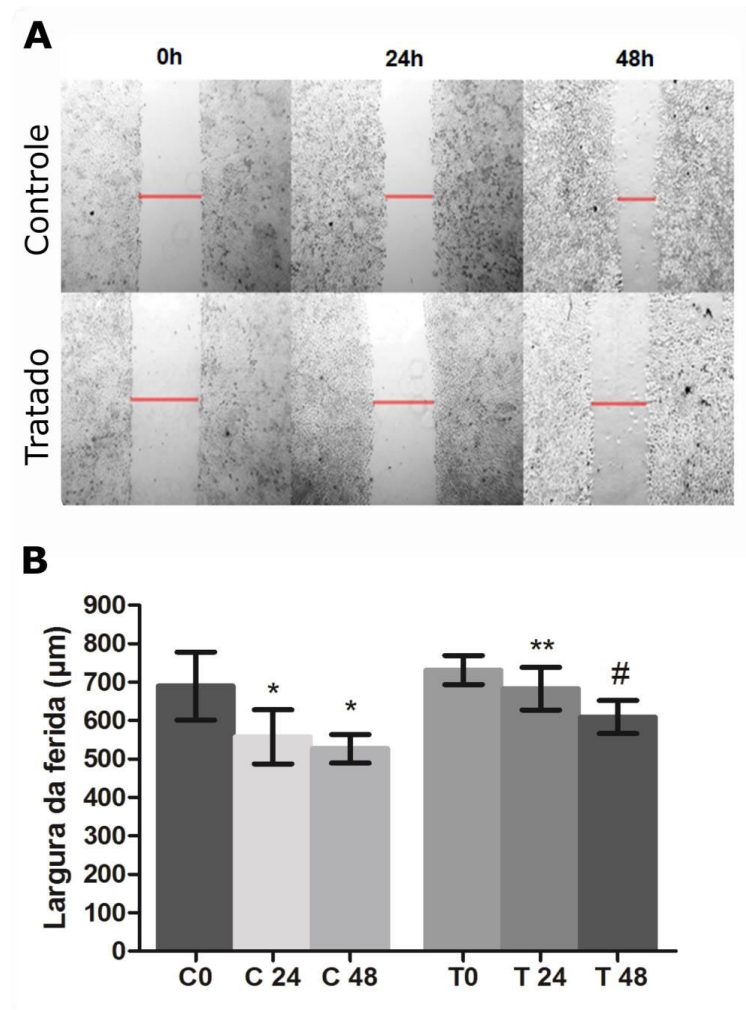 A
0h 24h 48h
Controle
Tratado
B
Largura da ferida (µm)
900
800
700
600
500
400
300
200
100
0
* * ** #
C0 C 24 C 48 T0 T 24 T 48